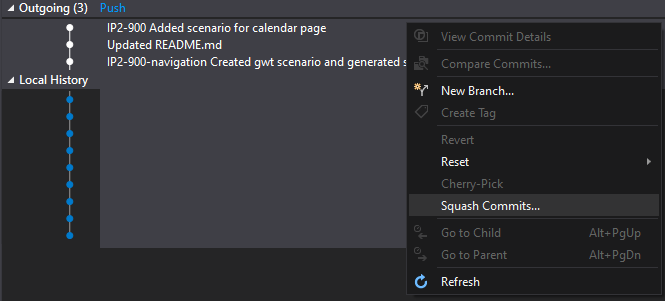 Outgoing (3) Push
IP2-900 Added scenario for calendar page
Updated README.md
IP2-900-navigation Created gwt scenario and generated
Local History
View Commit Details
Compare Commits...
New Branch...
Create Tag
Revert
Reset
Cherry-Pick
Squash Commits...
Go to Child Alt+PgUp
Go to Parent Alt+PgDn
Refresh